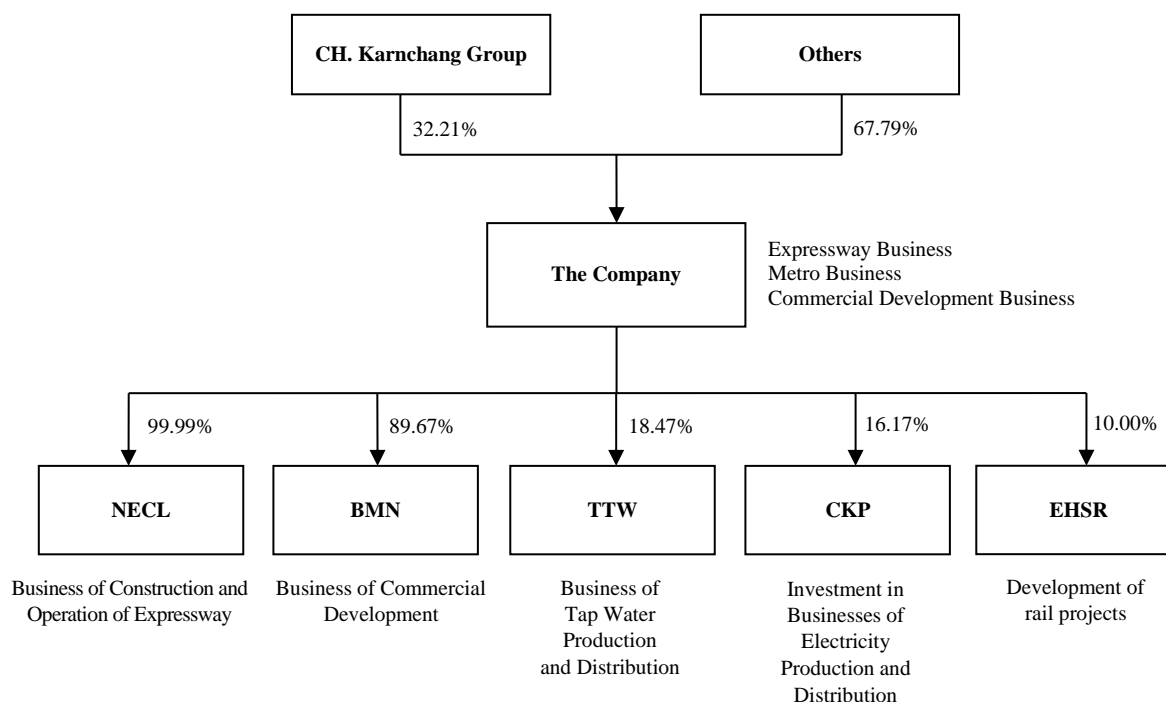 CH. Karnchang Group
Others
32.21%
67.79%
The Company
Expressway Business
Metro Business
Commercial Development Business
99.99%
89.67%
18.47%
16.17%
10.00%
NECL
BMN
TTW
CKP
EHSR
Business of Construction and
Operation of Expressway
Business of Commercial
Development
Business of
Tap Water
Production
and Distribution
Investment in
Businesses of
Electricity
Production and
Distribution
Development of
rail projects